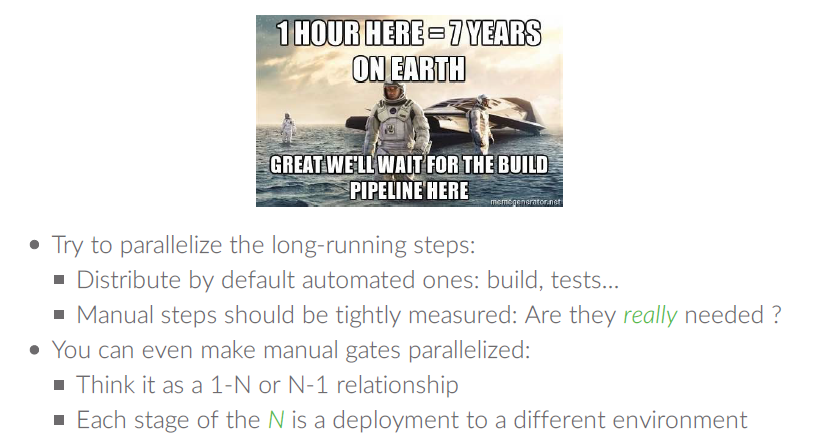 1 HOUR HERE = 7 YEARS
ON EARTH
GREAT WE'LL WAIT FOR THE BUILD
PIPELINE HERE
memegenerator.net
Try to parallelize the long-running steps:
Distribute by default automated ones: build, tests...
Manual steps should be tightly measured: Are they really needed ?
You can even make manual gates parallelized:
Think it as a 1-N or N-1 relationship
Each stage of the N is a deployment to a different environment